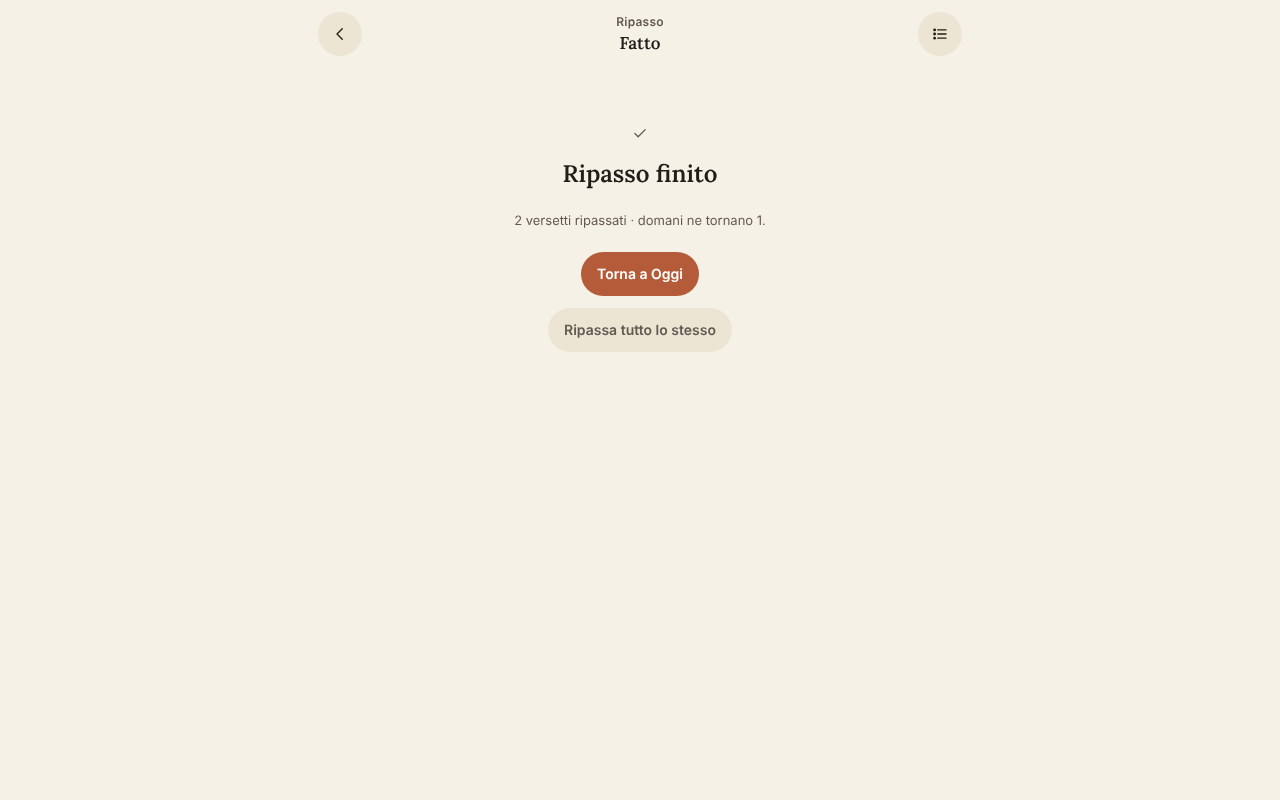 Ripasso
Fatto
Ripasso finito
2 versetti ripassati · domani ne tornano 1.
Torna a Oggi
Ripassa tutto lo stesso